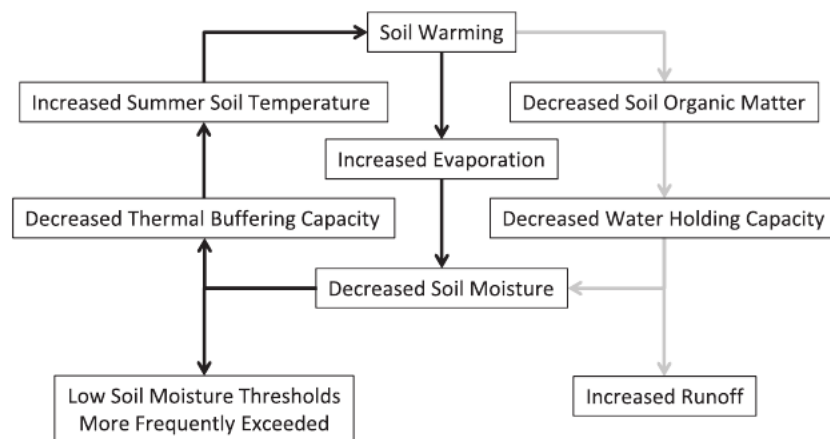 Soil Warming
Increased Summer Soil Temperature
Decreased Soil Organic Matter
Increased Evaporation
Decreased Thermal Buffering Capacity
Decreased Water Holding Capacity
Decreased Soil Moisture
Low Soil Moisture Thresholds
More Frequently Exceeded
Increased Runoff